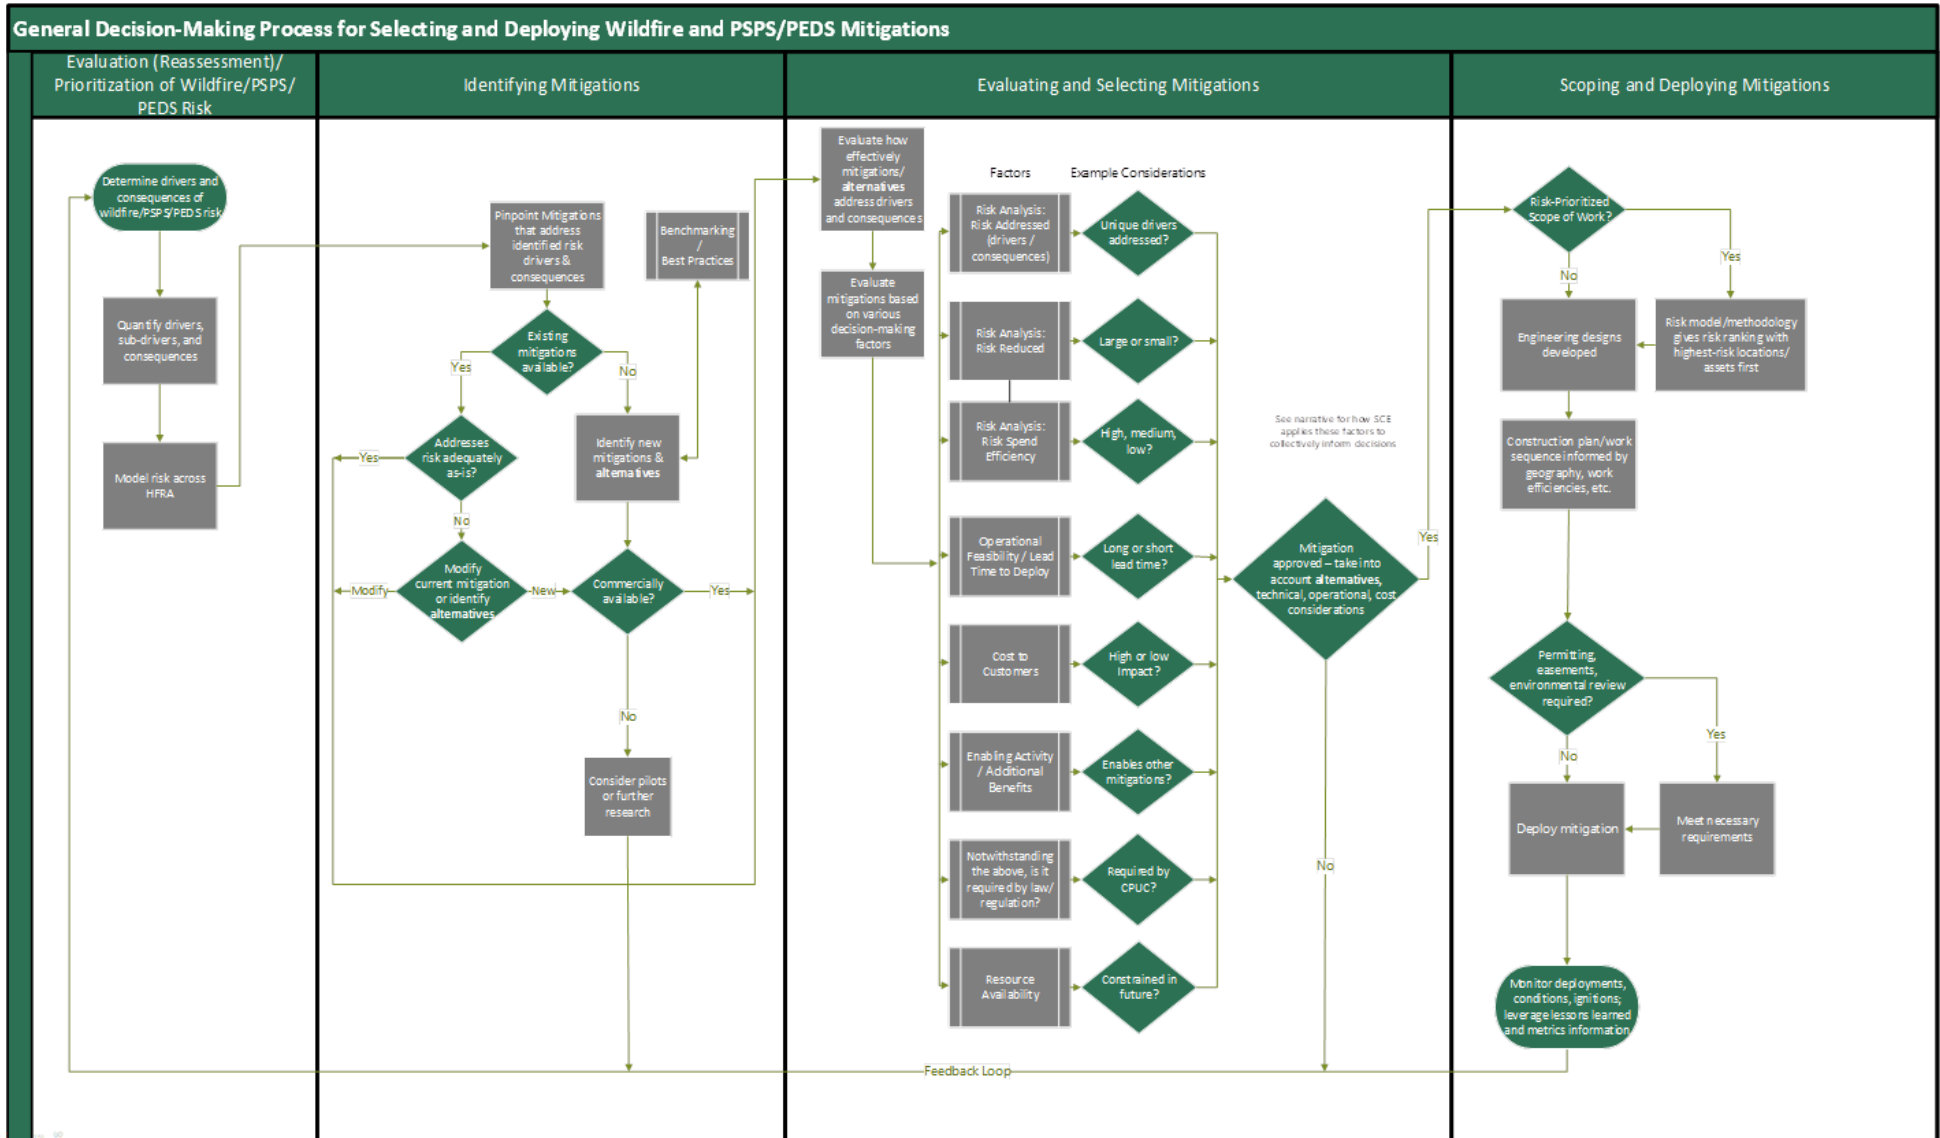 General Decision-Making Process for Selecting and Deploying Wildfire and PSPS/PEDS Mitigations
Evaluation (Reassessment)/
Prioritization of Wildfire/PSPS/
PEDS Risk
Identifying Mitigations
Evaluating and Selecting Mitigations
Scoping and Deploying Mitigations
Determine drivers and
consequences of
wildfire/PSPS/PEDS risk
Quantify drivers,
sub-drivers, and
consequences
Model risk across
HFRA
Pinpoint Mitigations
that address
identified risk
drivers &
consequences
Benchmarking
/
Best Practices
Existing
mitigations
available?
Yes
No
Addresses
risk adequately
as-is?
Yes
No
Identify new
mitigations &
alternatives
Modify
current mitigation
or identify
alternatives
Modify
New
Commercially
available?
Yes
No
Consider pilots
or further
research
Evaluate how
effectively
mitigations/
alternatives
address drivers
and consequences
Evaluate
mitigations based
on various
decision-making
factors
Factors
Example Considerations
Risk Analysis:
Risk Addressed
(drivers /
consequences)
Unique drivers
addressed?
Risk Analysis:
Risk Reduced
Large or small?
Risk Analysis:
Risk Spend
Efficiency
High, medium,
low?
Operational
Feasibility / Lead
Time to Deploy
Long or short
lead time?
Cost to
Customers
High or low
Impact?
Enabling Activity
/ Additional
Benefits
Enables other
mitigations?
Notwithstanding
the above, is it
required by law/
regulation?
Required by
CPUC?
Resource
Availability
Constrained in
future?
See narrative for how SCE
applies these factors to
collectively inform decisions
Mitigation
approved – take into
account alternatives,
technical, operational, cost
considerations
Yes
No
Risk-Prioritized
Scope of Work?
Yes
No
Engineering designs
developed
Risk model/methodology
gives risk ranking with
highest-risk locations/
assets first
Construction plan/work
sequence informed by
geography, work
efficiencies, etc.
Permitting,
easements,
environmental review
required?
Yes
No
Deploy mitigation
Meet necessary
requirements
Monitor deployments,
conditions, ignitions;
leverage lessons learned
and metrics information
Feedback Loop